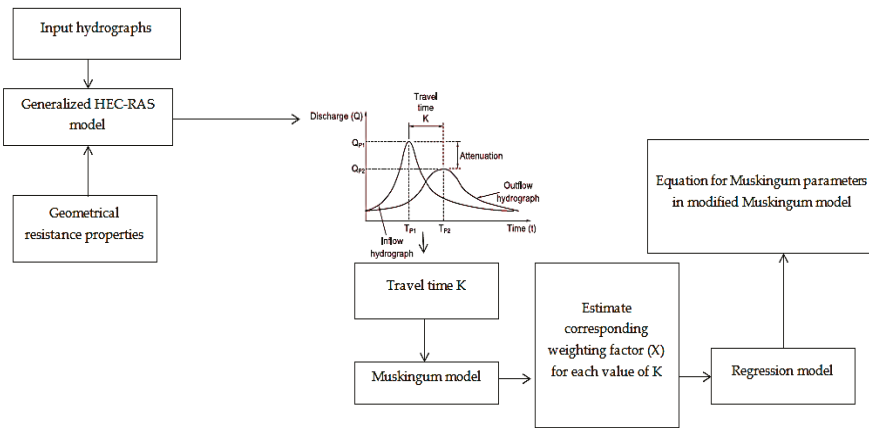 Input hydrographs
Generalized HEC-RAS
model
Geometrical
resistance properties
Travel
time
K
Discharge (Q)
QP1
Attenuation
QP2
Outflow
hydrograph
TP1
TP2
Time (t)
Inflow
hydrograph
Travel time K
Muskingum model
Estimate
corresponding
weighting factor (X)
for each value of K
Regression model
Equation for Muskingum parameters
in modified Muskingum model